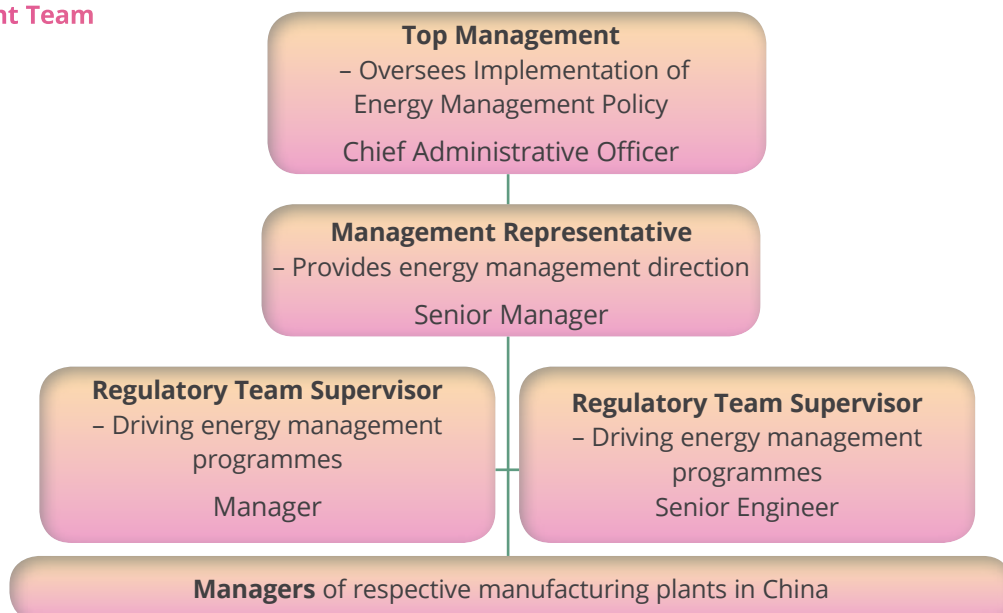 nt Team
Top Management
– Oversees Implementation of
Energy Management Policy
Chief Administrative Officer
Management Representative
– Provides energy management direction
Senior Manager
Regulatory Team Supervisor
– Driving energy management
programmes
Manager
Regulatory Team Supervisor
– Driving energy management
programmes
Senior Engineer
Managers of respective manufacturing plants in China